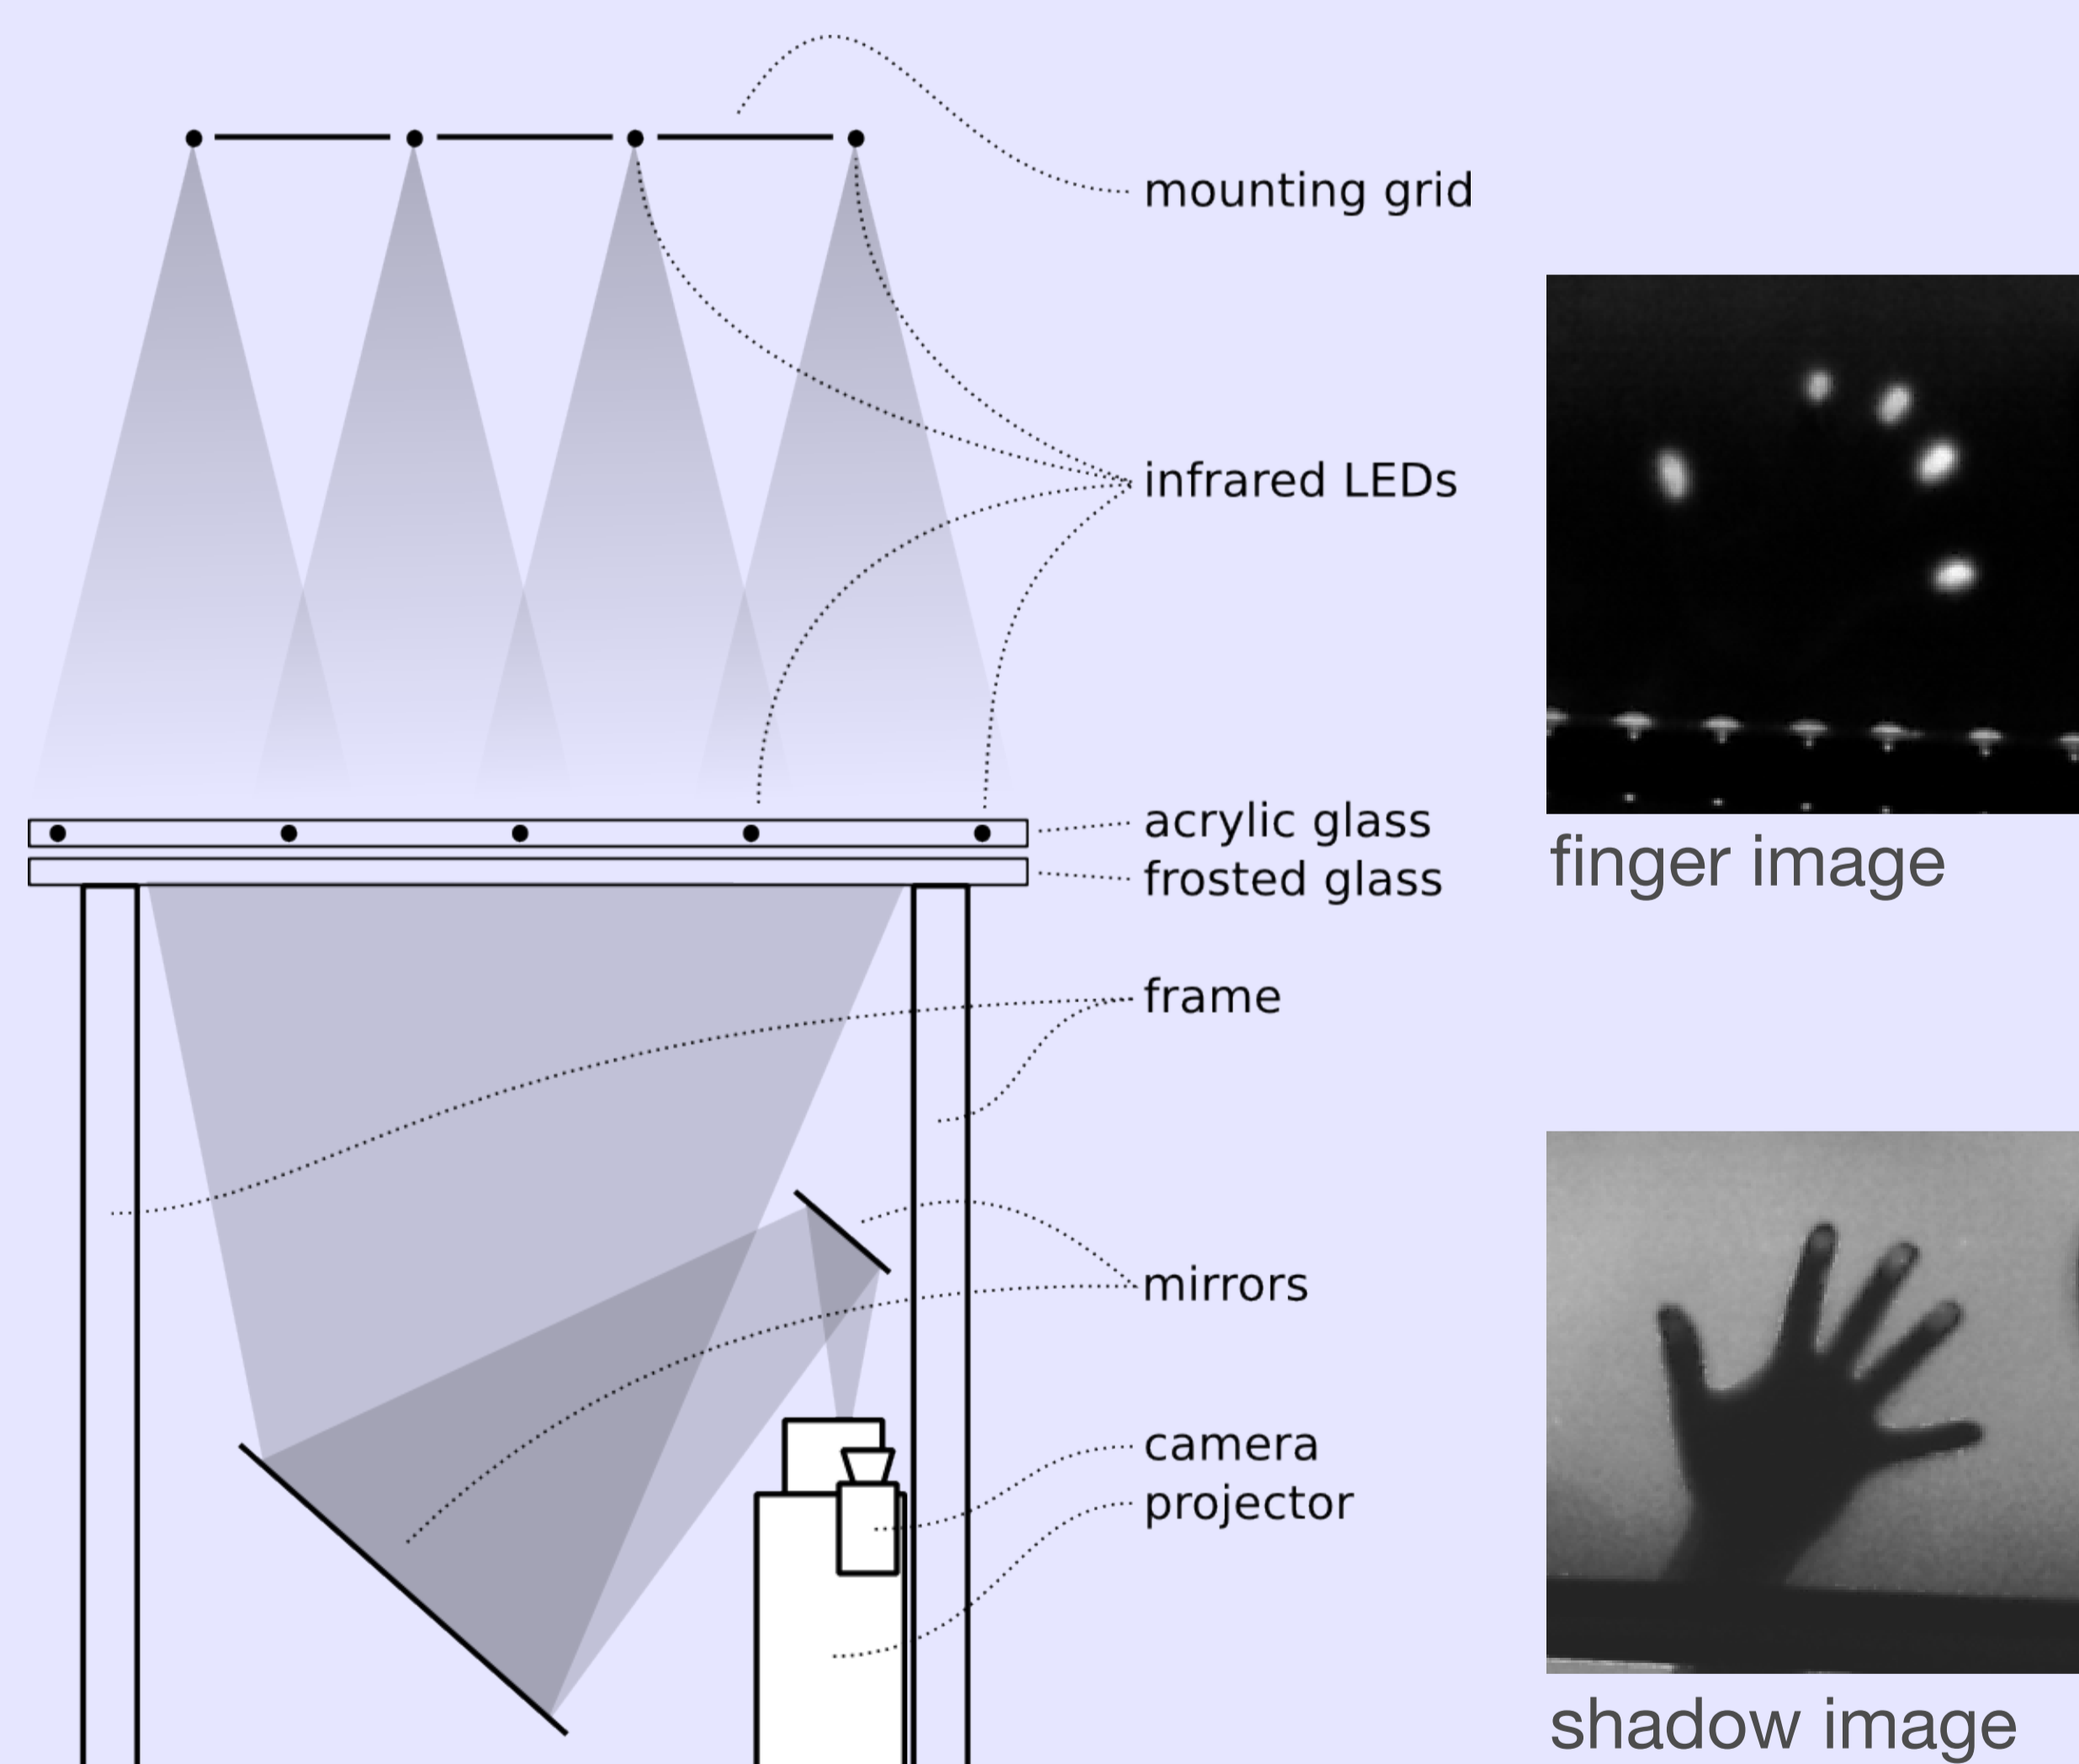 mounting grid
infrared LEDs
acrylic glass
frosted glass
frame
mirrors
camera
projector
finger image
shadow image